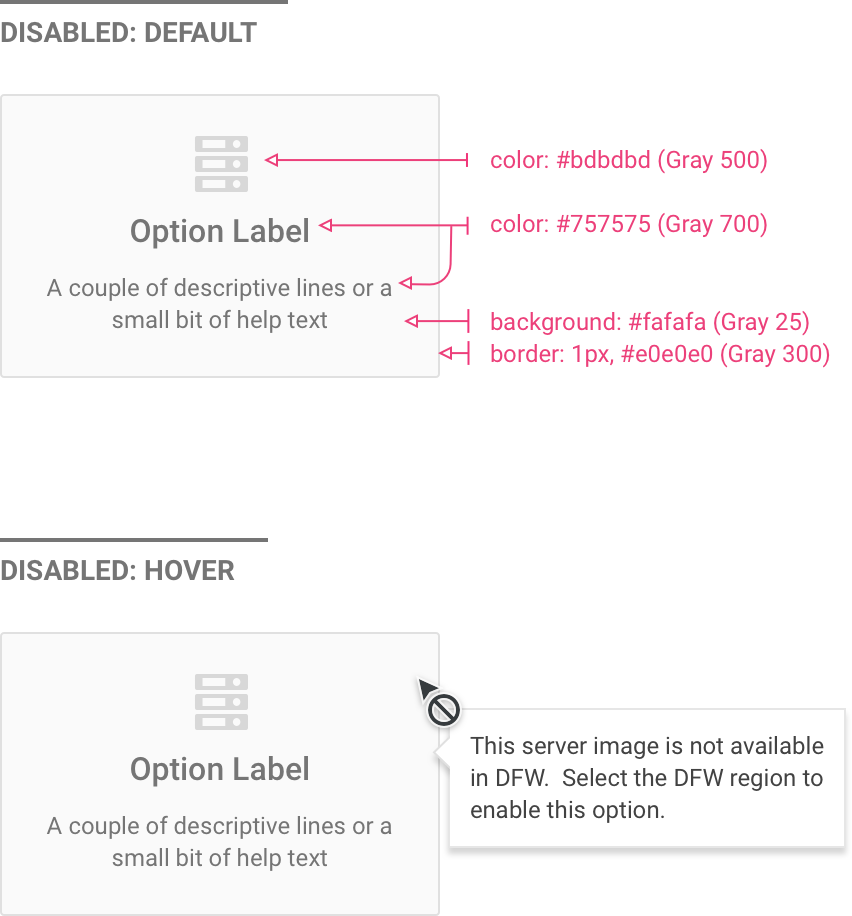 DISABLED: DEFAULT
color: #bdbdbd (Gray 500)
Option Label
color: #757575 (Gray 700)
A couple of descriptive lines or a
small bit of help text
background: #fafafa (Gray 25)
border: 1px, #e0e0e0 (Gray 300)
DISABLED: HOVER
Option Label
A couple of descriptive lines or a
small bit of help text
This server image is not available
in DFW.  Select the DFW region to
enable this option.